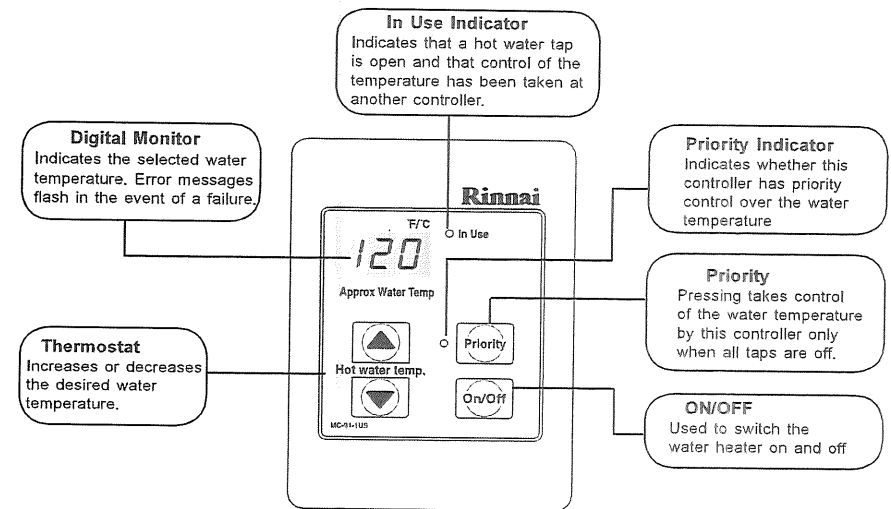 In Use Indicator
Indicates that a hot water tap
is open and that control of the
temperature has been taken at
another controller.
Digital Monitor
Indicates the selected water
temperature. Error messages
flash in the event of a failure.
Thermostat
Increases or decreases
the desired water
temperature.
Rinnai
°F/°C
In Use
120
Approx Water Temp
Priority
Hot water temp.
On/Off
MC-91-1US
Priority Indicator
Indicates whether this
controller has priority
control over the water
temperature
Priority
Pressing takes control
of the water temperature
by this controller only
when all taps are off.
ON/OFF
Used to switch the
water heater on and off